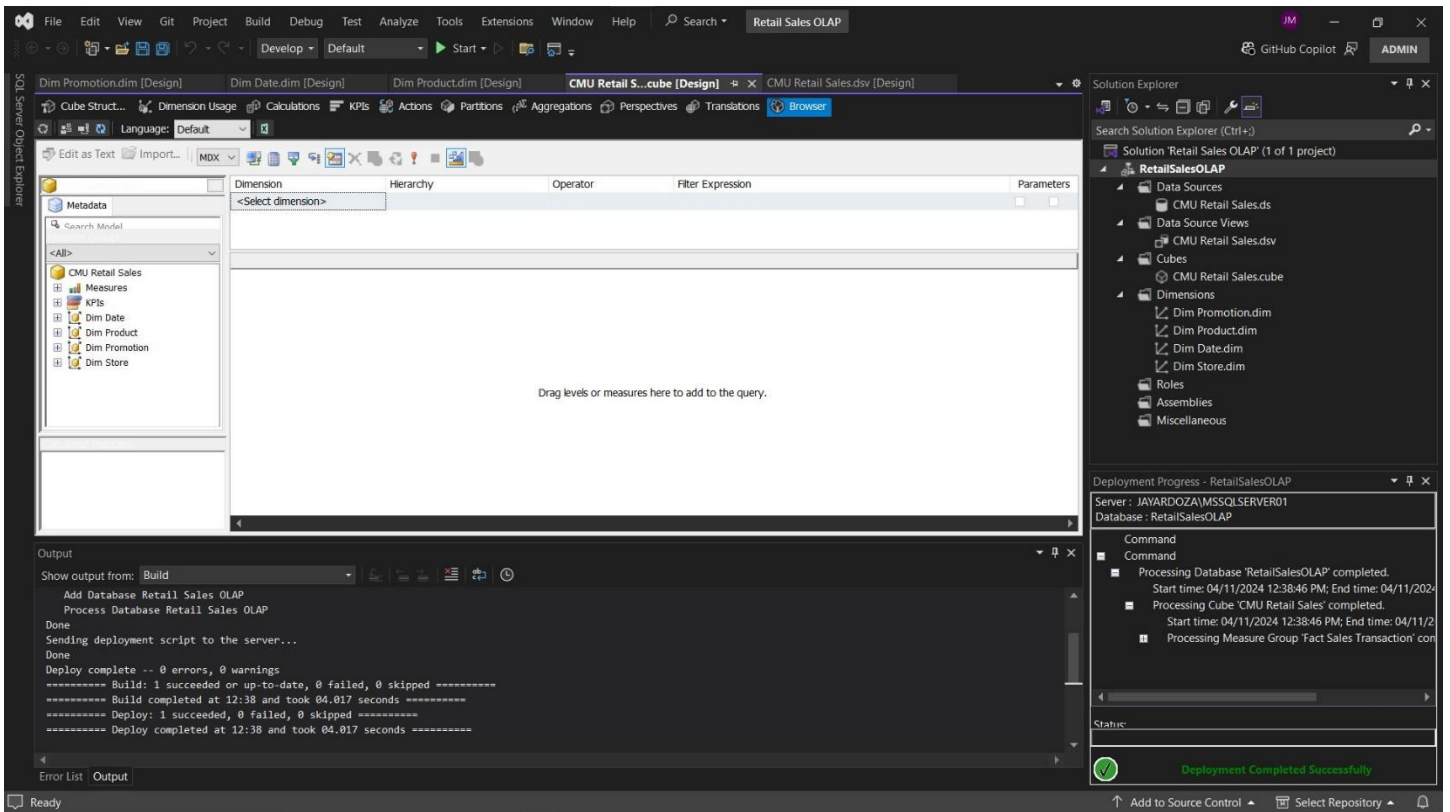 File Edit View Git Project Build Debug Test Analyze Tools Extensions Window Help Search Retail Sales OLAP JM
Develop Default Start GitHub Copilot ADMIN
SQL Server Object Explorer
Dim Promotion.dim [Design] Dim Date.dim [Design] Dim Product.dim [Design] CMU Retail S...cube [Design] CMU Retail Sales.dsv [Design]
Cube Struct... Dimension Usage Calculations KPIs Actions Partitions Aggregations Perspectives Translations Browser
Language: Default
Edit as Text Import... MDX
Metadata
Search Model
<All>
CMU Retail Sales
Measures
KPIs
Dim Date
Dim Product
Dim Promotion
Dim Store
Dimension Hierarchy Operator Filter Expression Parameters
<Select dimension>
Drag levels or measures here to add to the query.
Output
Show output from: Build
Add Database Retail Sales OLAP
Process Database Retail Sales OLAP
Done
Sending deployment script to the server...
Done
Deploy complete -- 0 errors, 0 warnings
========== Build: 1 succeeded or up-to-date, 0 failed, 0 skipped ==========
========== Build completed at 12:38 and took 04.017 seconds ==========
========== Deploy: 1 succeeded, 0 failed, 0 skipped ==========
========== Deploy completed at 12:38 and took 04.017 seconds ==========
Error List Output
Solution Explorer
Search Solution Explorer (Ctrl+;)
Solution 'Retail Sales OLAP' (1 of 1 project)
RetailSalesOLAP
Data Sources
CMU Retail Sales.ds
Data Source Views
CMU Retail Sales.dsv
Cubes
CMU Retail Sales.cube
Dimensions
Dim Promotion.dim
Dim Product.dim
Dim Date.dim
Dim Store.dim
Roles
Assemblies
Miscellaneous
Deployment Progress - RetailSalesOLAP
Server : JAYARDOZA\MSSQLSERVER01
Database : RetailSalesOLAP
Command
Command
Processing Database 'RetailSalesOLAP' completed.
Start time: 04/11/2024 12:38:46 PM; End time: 04/11/202
Processing Cube 'CMU Retail Sales' completed.
Start time: 04/11/2024 12:38:46 PM; End time: 04/11/2
Processing Measure Group 'Fact Sales Transaction' con
Status:
Deployment Completed Successfully
Ready Add to Source Control Select Repository